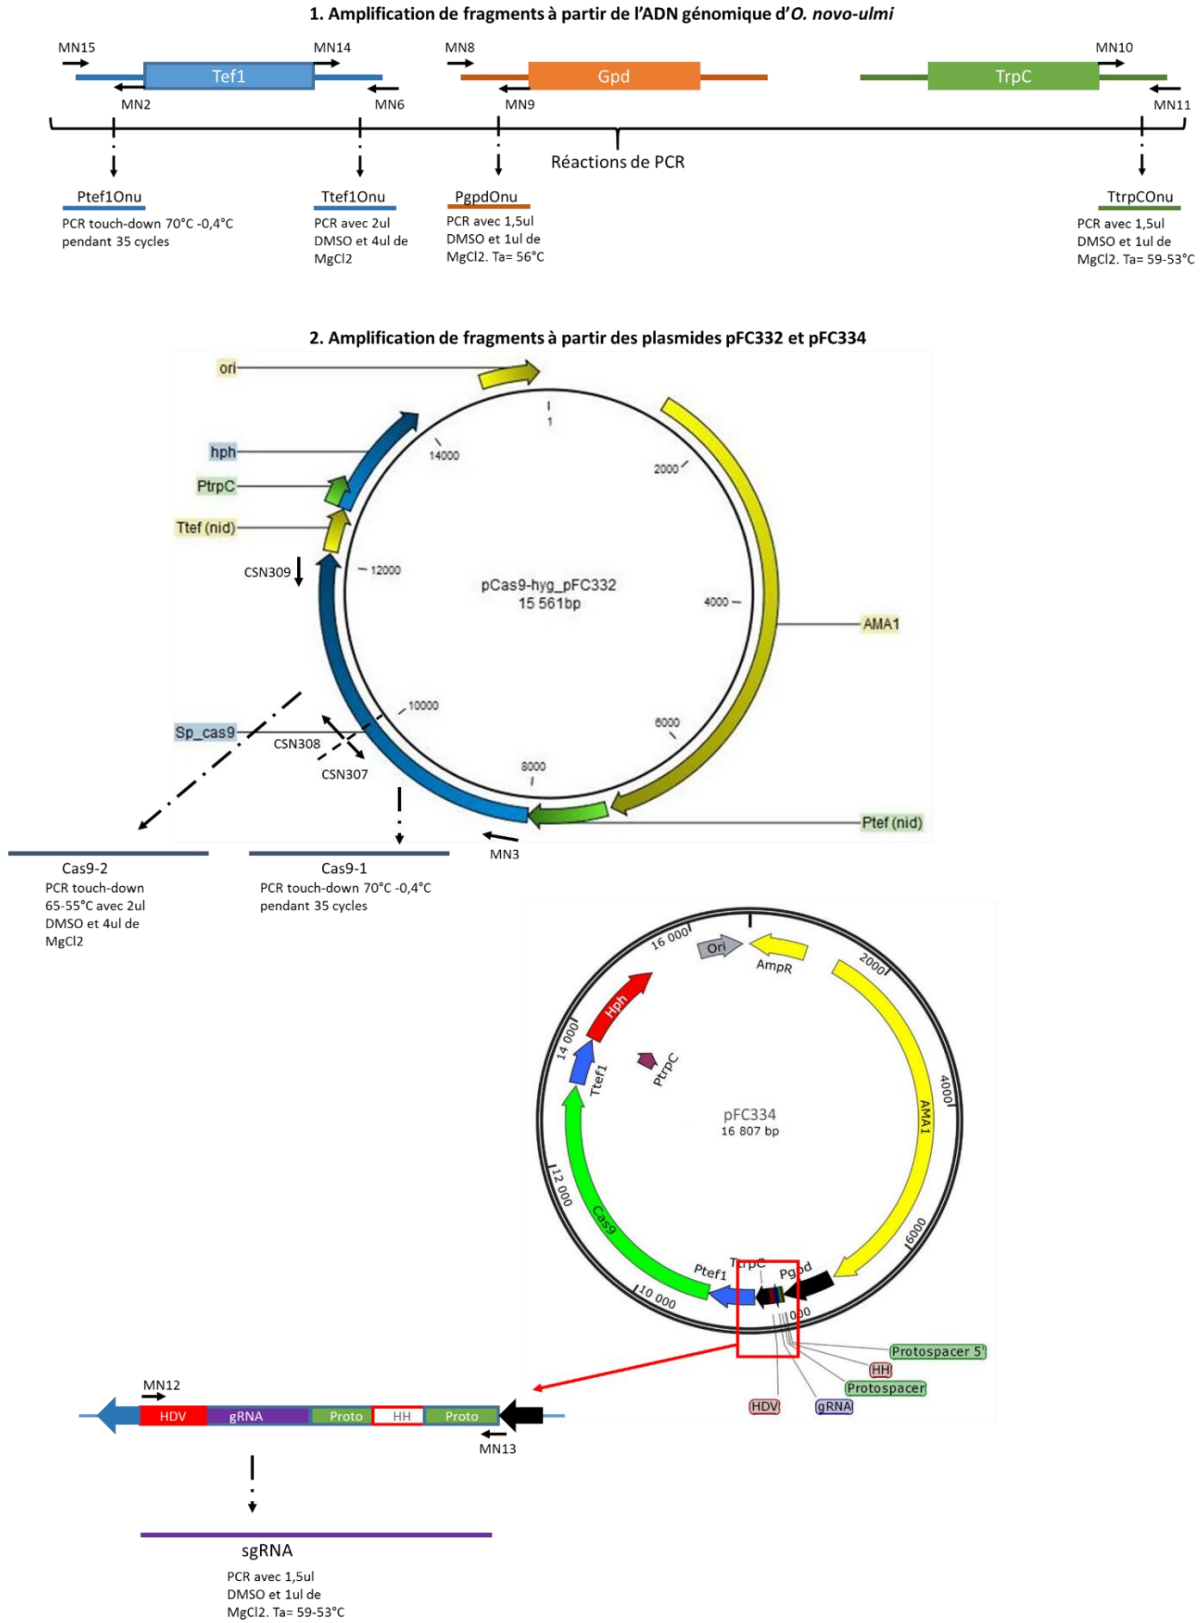 1. Amplification de fragments à partir de l'ADN génomique d'O. novo-ulmi
MN15
MN14
MN8
MN10
Tef1
Gpd
TrpC
MN2
MN6
MN9
MN11
Réactions de PCR
Ptef1Onu
PCR touch-down 70°C -0,4°C
pendant 35 cycles
Ttef1Onu
PCR avec 2ul
DMSO et 4ul de
MgCl2
PgpdOnu
PCR avec 1,5ul
DMSO et 1ul de
MgCl2. Ta= 56°C
TtrpCOnu
PCR avec 1,5ul
DMSO et 1ul de
MgCl2. Ta= 59-53°C
2. Amplification de fragments à partir des plasmides pFC332 et pFC334
ori
1
hph
14000
2000
PtrpC
Ttef (nid)
CSN309
12000
pCas9-hyg_pFC332
15 561bp
4000
AMA1
10000
6000
Sp_cas9
CSN308
CSN307
8000
Ptef (nid)
MN3
Cas9-2
PCR touch-down
65-55°C avec 2ul
DMSO et 4ul de
MgCl2
Cas9-1
PCR touch-down 70°C -0,4°C
pendant 35 cycles
16 000
Ori
AmpR
2000
Hph
14 000
Ttef1
PtrpC
4000
AMA1
pFC334
16 807 bp
12 000
Cas9
6000
TtrpC
Pgpd
Ptef1
10 000
000
Protospacer 5'
HH
Protospacer
HDV
gRNA
MN12
HDV
gRNA
Proto
HH
Proto
MN13
sgRNA
PCR avec 1,5ul
DMSO et 1ul de
MgCl2. Ta= 59-53°C